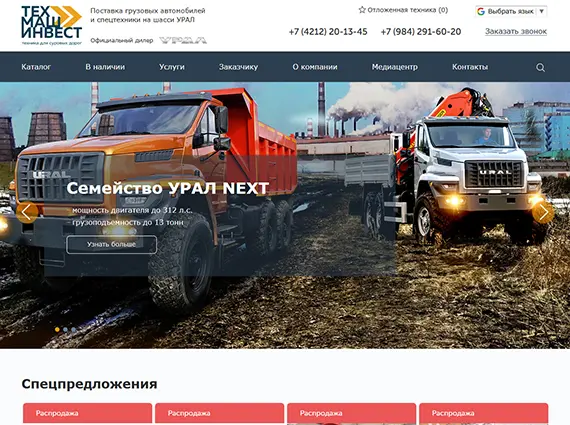 ТЕХ
МАШ
ИНВЕСТ
техника для суровых дорог
Поставка грузовых автомобилей
и спецтехники на шасси УРАЛ
Официальный дилер УРАЛ
Отложенная техника (0)
+7 (4212) 20-13-45 +7 (984) 291-60-20
Выбрать язык
Заказать звонок
Каталог В наличии Услуги Заказчику О компании Медиацентр Контакты
URAL
URAL
Семейство УРАЛ NEXT
мощность двигателя до 312 л.с.
грузоподъемность до 13 тонн
Узнать больше
Спецпредложения
Распродажа Распродажа Распродажа Распродажа